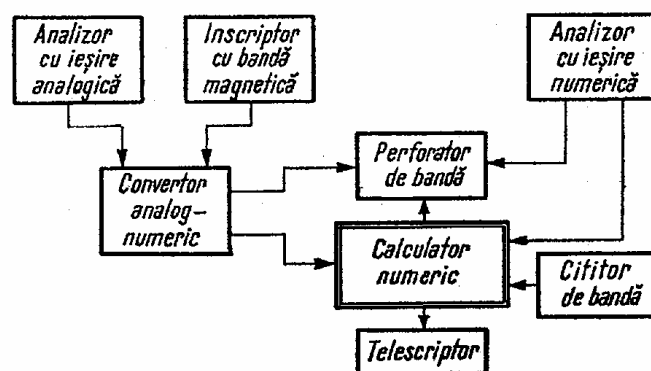 Analizor
cu ieșire
analogică
Inscriptor
cu bandă
magnetică
Analizor
cu ieșire
numerică
Convertor
analog-
numeric
Perforator
de bandă
Calculator
numeric
Cititor
de bandă
Telescriptor